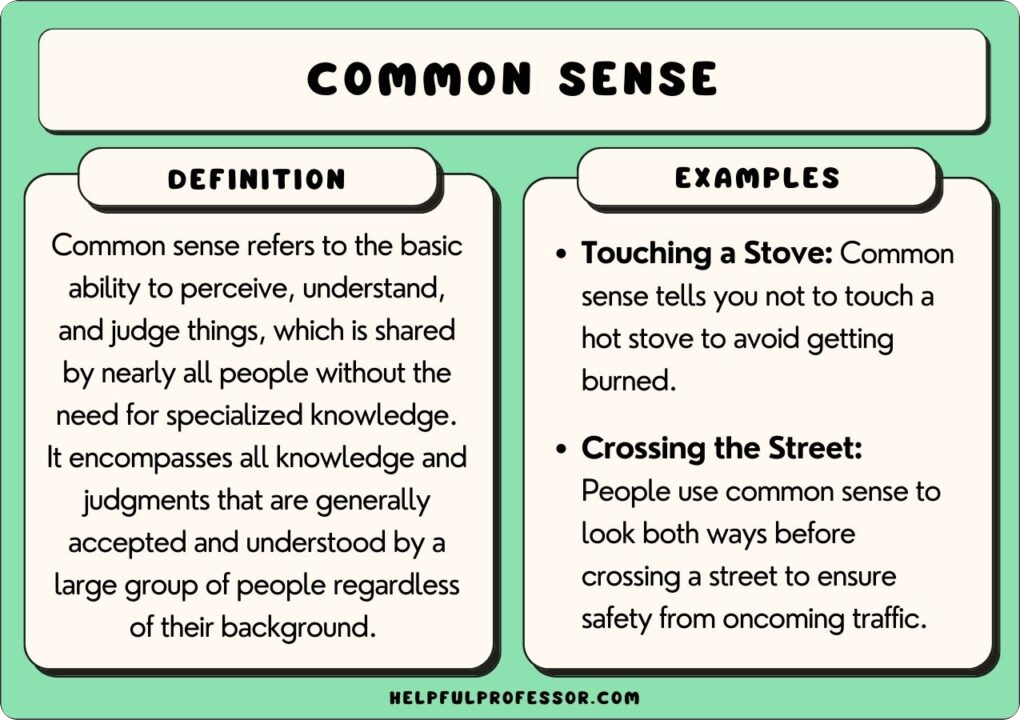 COMMON SENSE
DEFINITION
Common sense refers to the basic
ability to perceive, understand,
and judge things, which is shared
by nearly all people without the
need for specialized knowledge.
It encompasses all knowledge and
judgments that are generally
accepted and understood by a
large group of people regardless
of their background.
EXAMPLES
• Touching a Stove: Common
sense tells you not to touch a
hot stove to avoid getting
burned.
• Crossing the Street:
People use common sense to
look both ways before
crossing a street to ensure
safety from oncoming traffic.
HELPFULPROFESSOR.COM